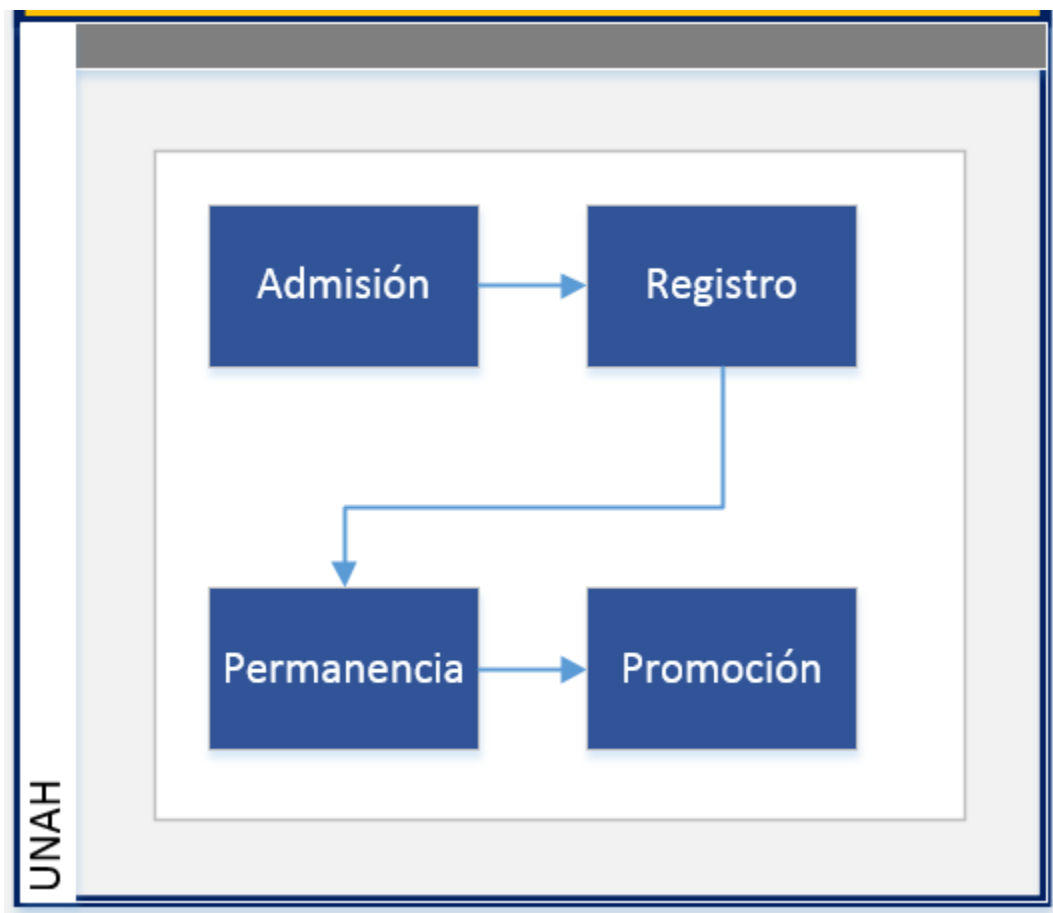 Admisión
Registro
Permanencia
Promoción
UNAH